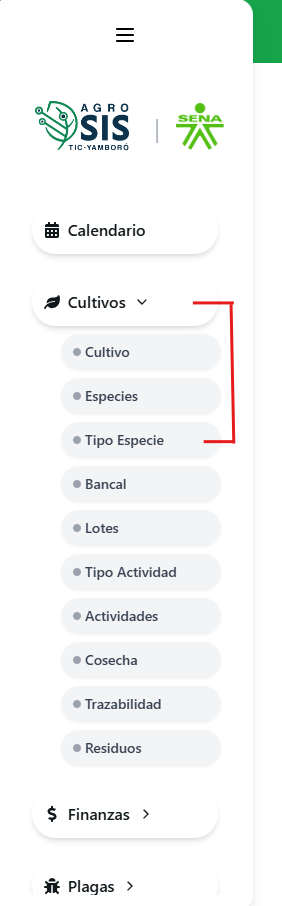 AGRO
SIS
TIC-YAMBORÓ
SENA
Calendario
Cultivos
Cultivo
Especies
Tipo Especie
Bancal
Lotes
Tipo Actividad
Actividades
Cosecha
Trazabilidad
Residuos
Finanzas
Plagas